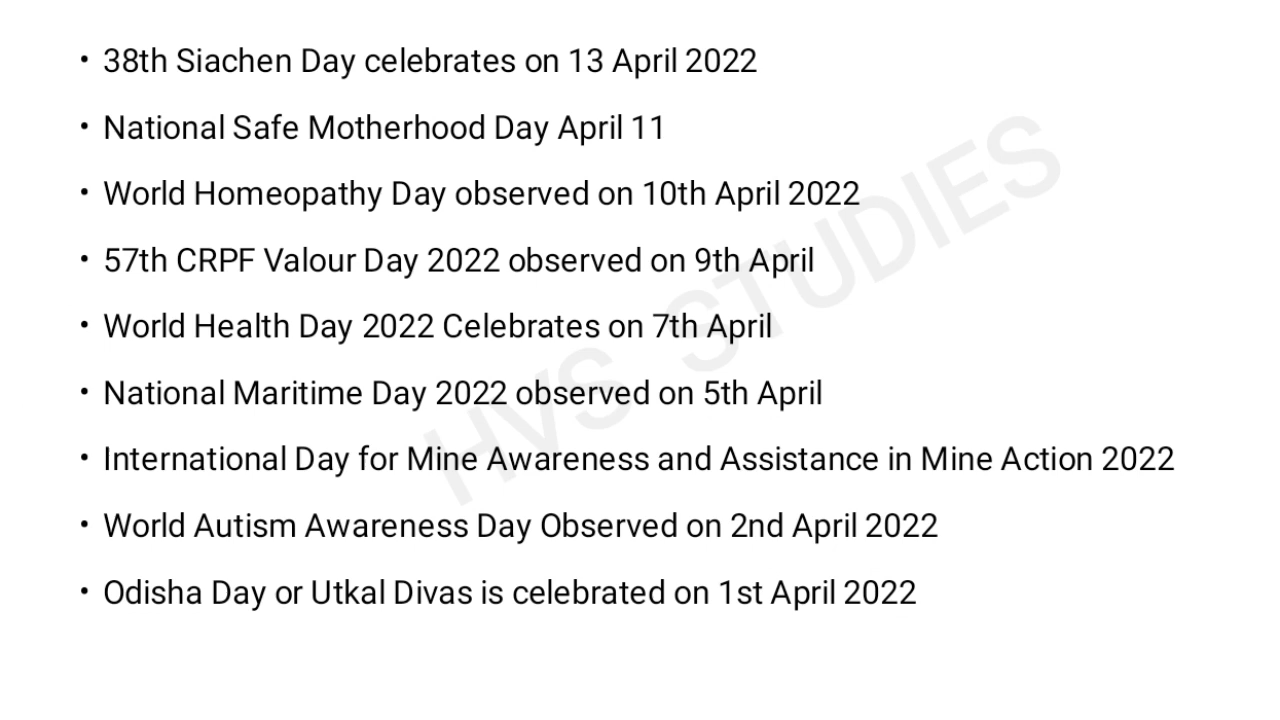 • 38th Siachen Day celebrates on 13 April 2022
• National Safe Motherhood Day April 11
• World Homeopathy Day observed on 10th April 2022
• 57th CRPF Valour Day 2022 observed on 9th April
• World Health Day 2022 Celebrates on 7th April
• National Maritime Day 2022 observed on 5th April
• International Day for Mine Awareness and Assistance in Mine Action 2022
• World Autism Awareness Day Observed on 2nd April 2022
• Odisha Day or Utkal Divas is celebrated on 1st April 2022
HVS STUDIES